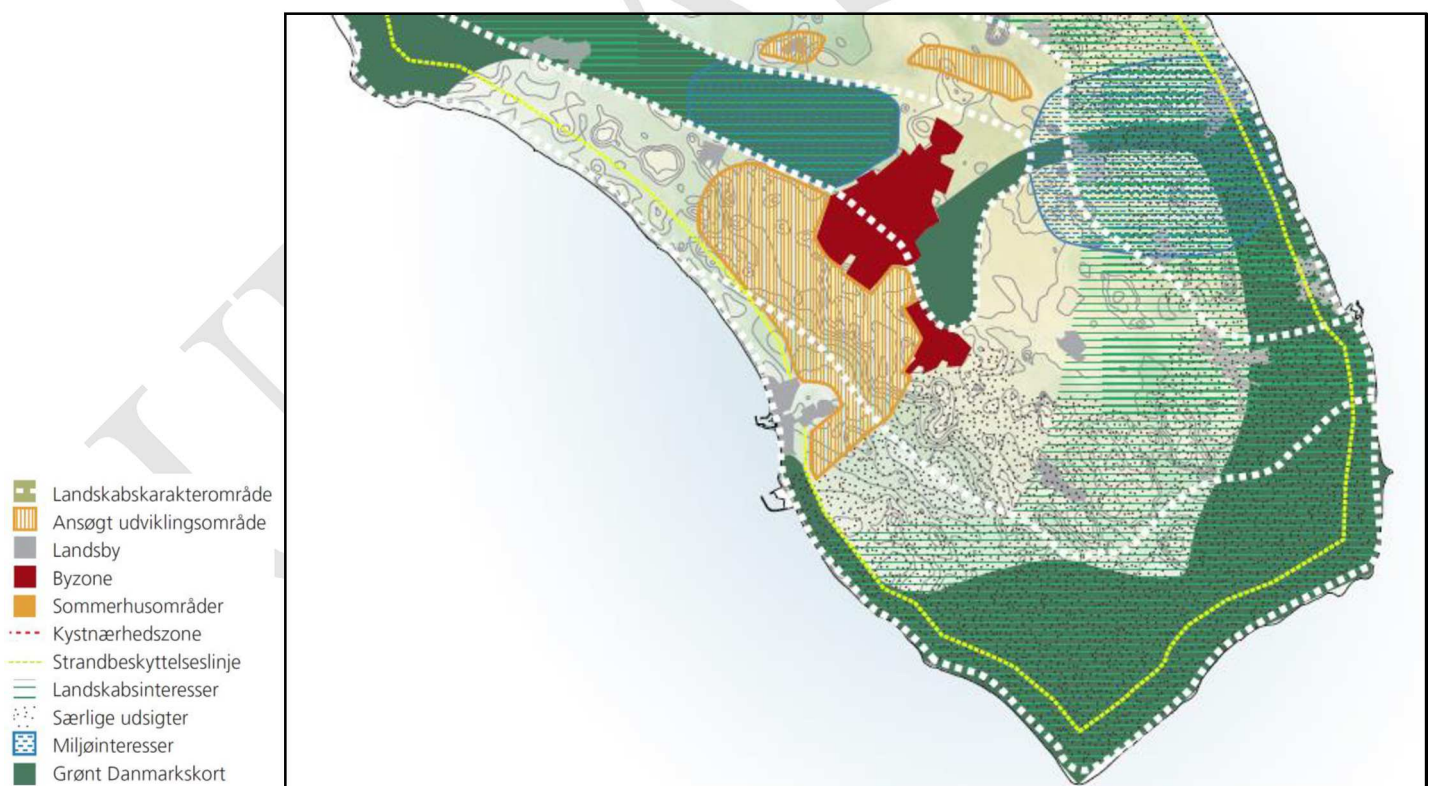 Landskabskarakterområde
Ansøgt udviklingsområde
Landsby
Byzone
Sommerhusområder
Kystnærhedszone
Strandbeskyttelseslinje
Landskabsinteresser
Særlige udsigter
Miljøinteresser
Grønt Danmarkskort